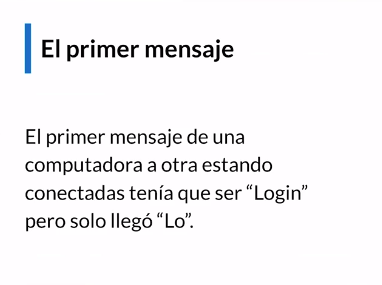 El primer mensaje
El primer mensaje de una
computadora a otra estando
conectadas tenía que ser “Login”
pero solo llegó “Lo”.